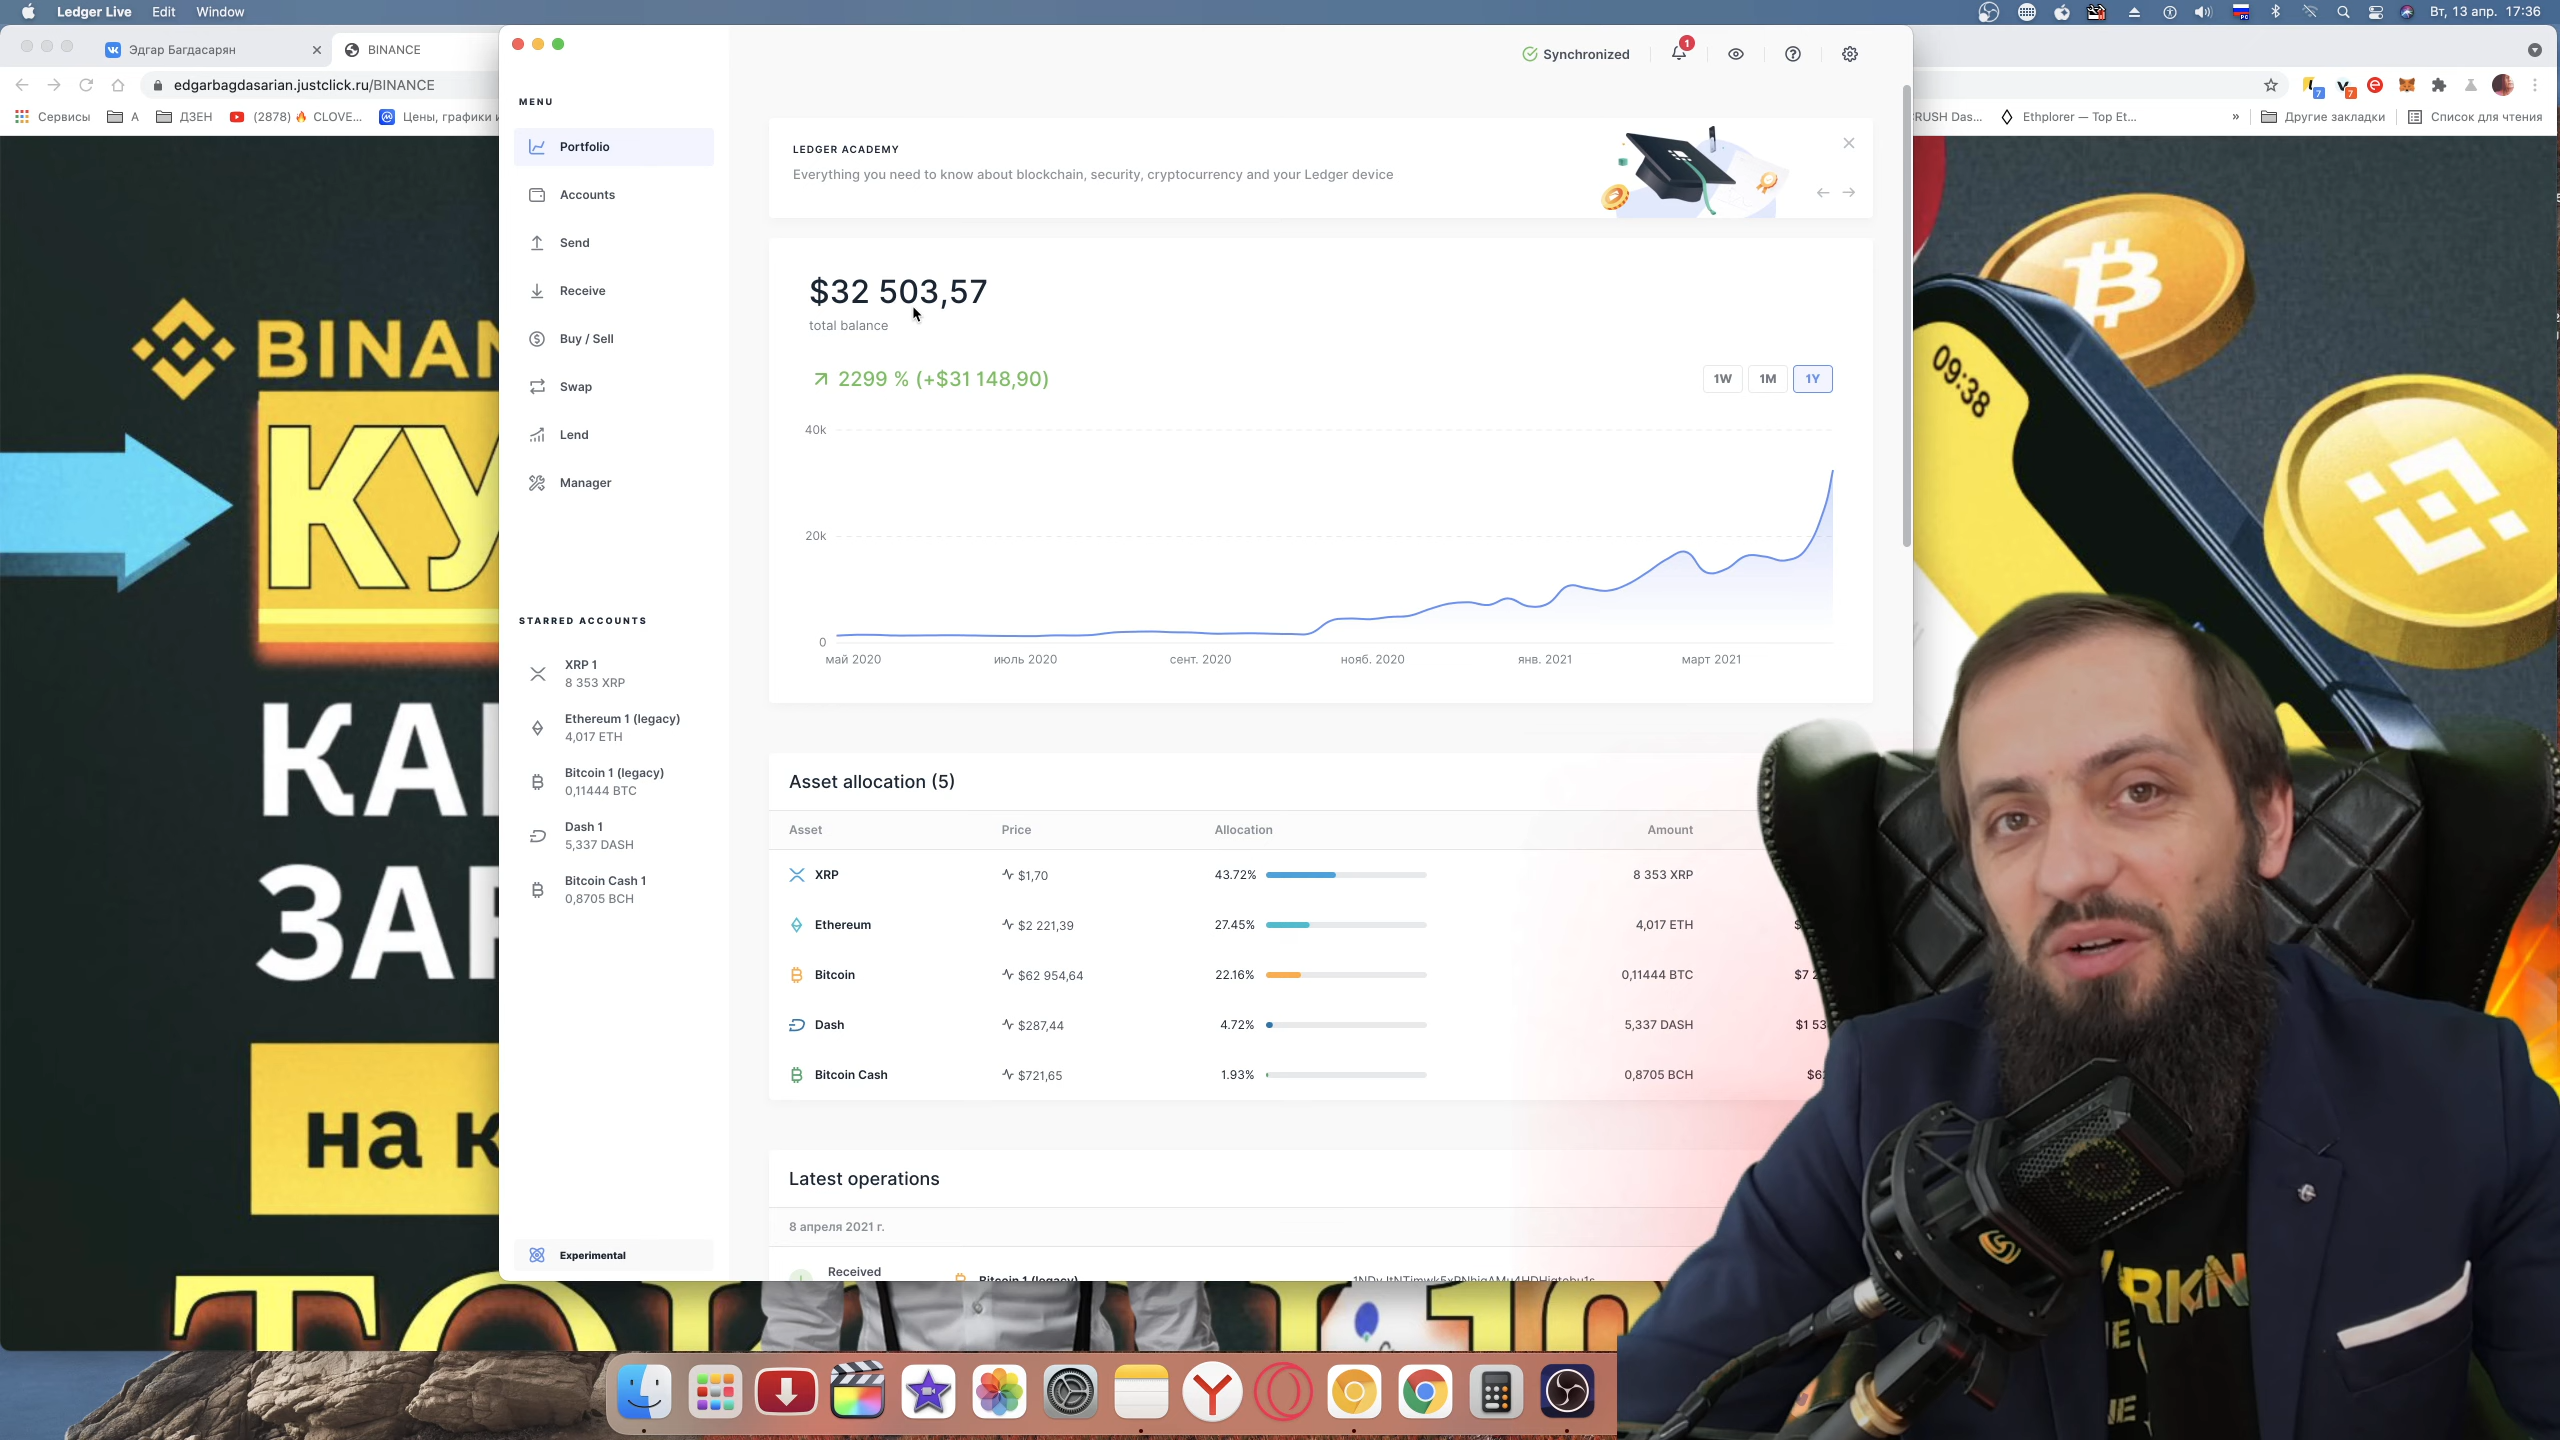 Ledger Live Edit Window
Вт, 13 апр. 17:36
Эдгар Багдасарян
BINANCE
edgarbagdasarian.justclick.ru/BINANCE
Сервисы А ДЗЕН (2878) CLOVE... Цены, графики
CRUSH Das... Ethplorer — Top Et... » Другие закладки Список для чтения
MENU
Portfolio
Accounts
Send
Receive
Buy / Sell
Swap
Lend
Manager
STARRED ACCOUNTS
XRP 1
8 353 XRP
Ethereum 1 (legacy)
4,017 ETH
Bitcoin 1 (legacy)
0,11444 BTC
Dash 1
5,337 DASH
Bitcoin Cash 1
0,8705 BCH
Experimental
Synchronized
1
LEDGER ACADEMY
Everything you need to know about blockchain, security, cryptocurrency and your Ledger device
$32 503,57
total balance
2299 % (+$31 148,90)
1W 1M 1Y
40k
20k
0
май 2020 июль 2020 сент. 2020 нояб. 2020 янв. 2021 март 2021
Asset allocation (5)
Asset Price Allocation Amount
XRP $1,70 43.72% 8 353 XRP
Ethereum $2 221,39 27.45% 4,017 ETH
Bitcoin $62 954,64 22.16% 0,11444 BTC
Dash $287,44 4.72% 5,337 DASH
Bitcoin Cash $721,65 1.93% 0,8705 BCH
Latest operations
8 апреля 2021 г.
Received
Bitcoin 1 (legacy)
BINAN
КУ
КА
ЗА
на к
09:38